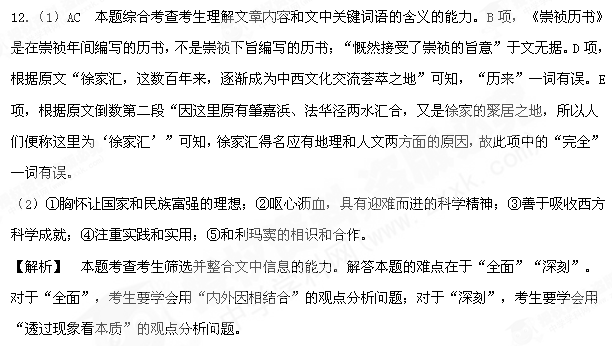 12.（1）AC　本题综合考查考生理解文章内容和文中关键词语的含义的能力。B 项，《崇祯历书》
是在崇祯年间编写的历书，不是崇祯下旨编写的历书；“慨然接受了崇祯的旨意”于文无据。D 项，
根据原文“徐家汇，这数百年来，逐渐成为中西文化交流荟萃之地”可知，“历来”一词有误。E
项，根据原文倒数第二段“因这里原有肇嘉浜、法华泾两水汇合，又是徐家的聚居之地，所以人
们便称这里为‘徐家汇’”可知，徐家汇得名应有地理和人文两方面的原因，故此项中的“完全”
一词有误。
（2）①胸怀让国家和民族富强的理想；②呕心沥血，具有迎难而进的科学精神；③善于吸收西方
科学成就；④注重实践和实用；⑤和利玛窦的相识和合作。
【解析】　本题考查考生筛选并整合文中信息的能力。解答本题的难点在于“全面”“深刻”。
对于“全面”，考生要学会用“内外因相结合”的观点分析问题；对于“深刻”，考生要学会用
“透过现象看本质”的观点分析问题。